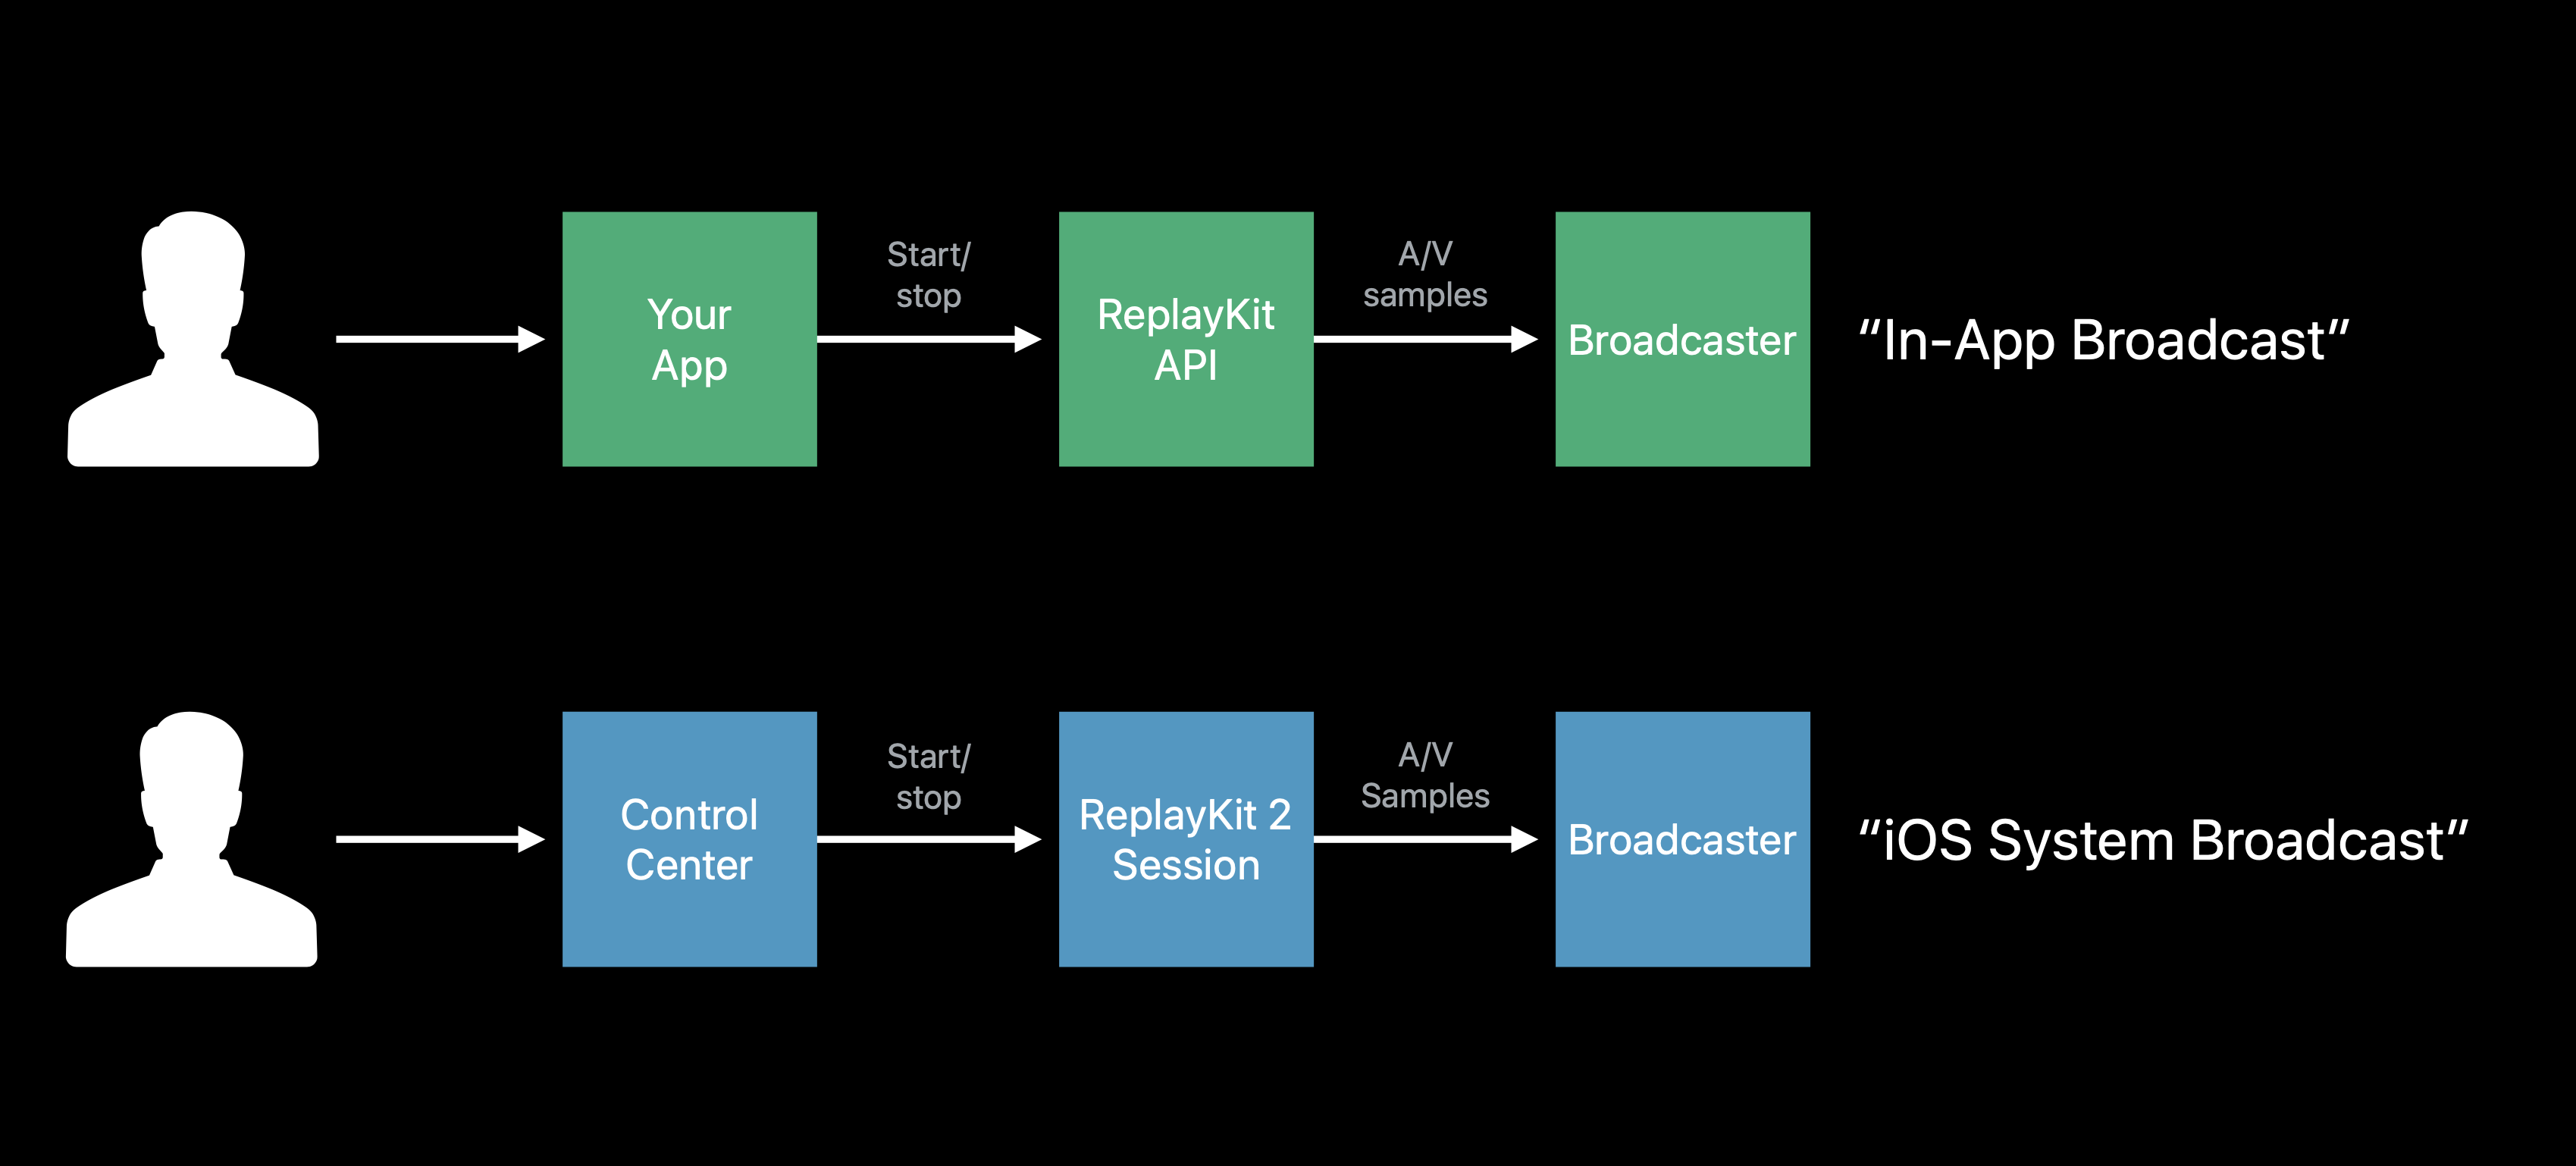 Your
App
Start/
stop
ReplayKit
API
A/V
samples
Broadcaster
“In-App Broadcast”
Control
Center
Start/
stop
ReplayKit 2
Session
A/V
Samples
Broadcaster
“iOS System Broadcast”